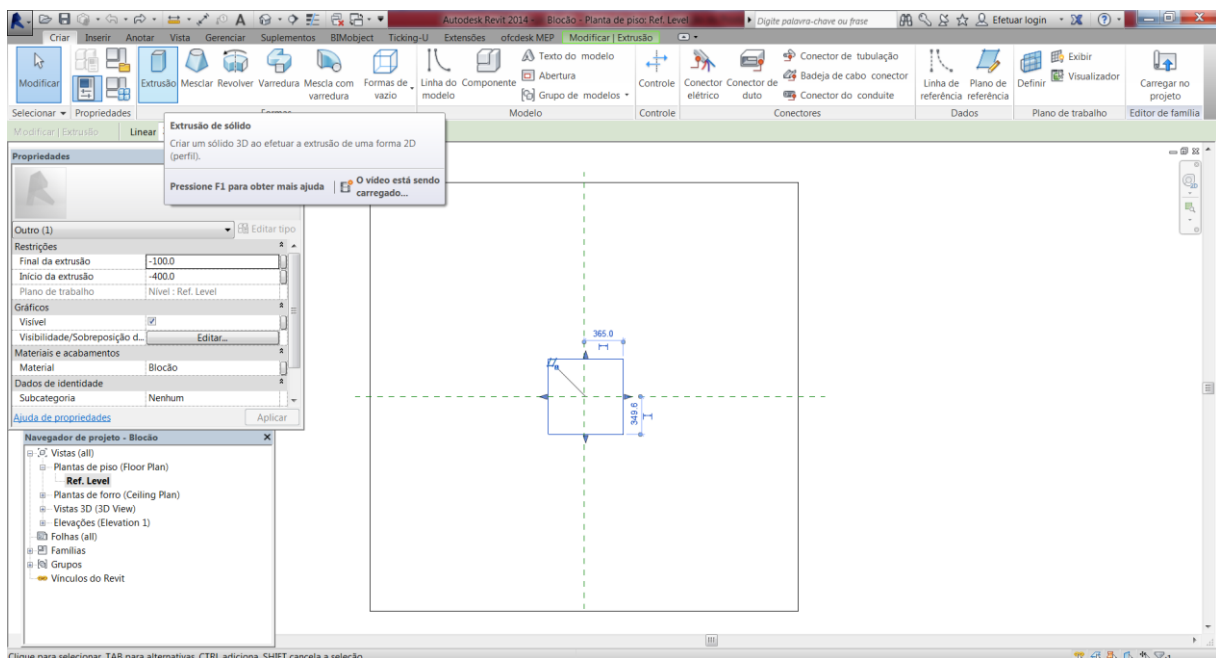 Autodesk Revit 2014 - Blocão - Planta de piso: Ref. Level
Digite palavra-chave ou frase
Efetuar login
Criar Inserir Anotar Vista Gerenciar Suplementos BIMobject Ticking-U Extensões ofcdesk MEP Modificar | Extrusão
Modificar
Extrusão Mesclar Revolver Varredura Mescla com varredura Formas de vazio
Linha do modelo Componente
Texto do modelo
Abertura
Grupo de modelos
Controle
Conector elétrico Conector de duto
Conector de tubulação
Badeja de cabo conector
Conector do conduite
Linha de referência Plano de referência
Definir
Exibir
Visualizador
Carregar no projeto
Selecionar Propriedades Formas Modelo Controle Conectores Dados Plano de trabalho Editor de família
Modificar | Extrusão Linear
Extrusão de sólido
Criar um sólido 3D ao efetuar a extrusão de uma forma 2D
(perfil).
Pressione F1 para obter mais ajuda
O vídeo está sendo
carregado...
Propriedades
Outro (1)
Editar tipo
Restrições
Final da extrusão -100.0
Início da extrusão -400.0
Plano de trabalho Nível : Ref. Level
Gráficos
Visível
Visibilidade/Sobreposição d... Editar...
Materiais e acabamentos
Material Blocão
Dados de identidade
Subcategoria Nenhum
Ajuda de propriedades Aplicar
Navegador de projeto - Blocão
Vistas (all)
Plantas de piso (Floor Plan)
Ref. Level
Plantas de forro (Ceiling Plan)
Vistas 3D (3D View)
Elevações (Elevation 1)
Folhas (all)
Famílias
Grupos
Vínculos do Revit
365.0
349.6
Clique para selecionar, TAB para alternativas, CTRL adiciona, SHIFT cancela a seleção.